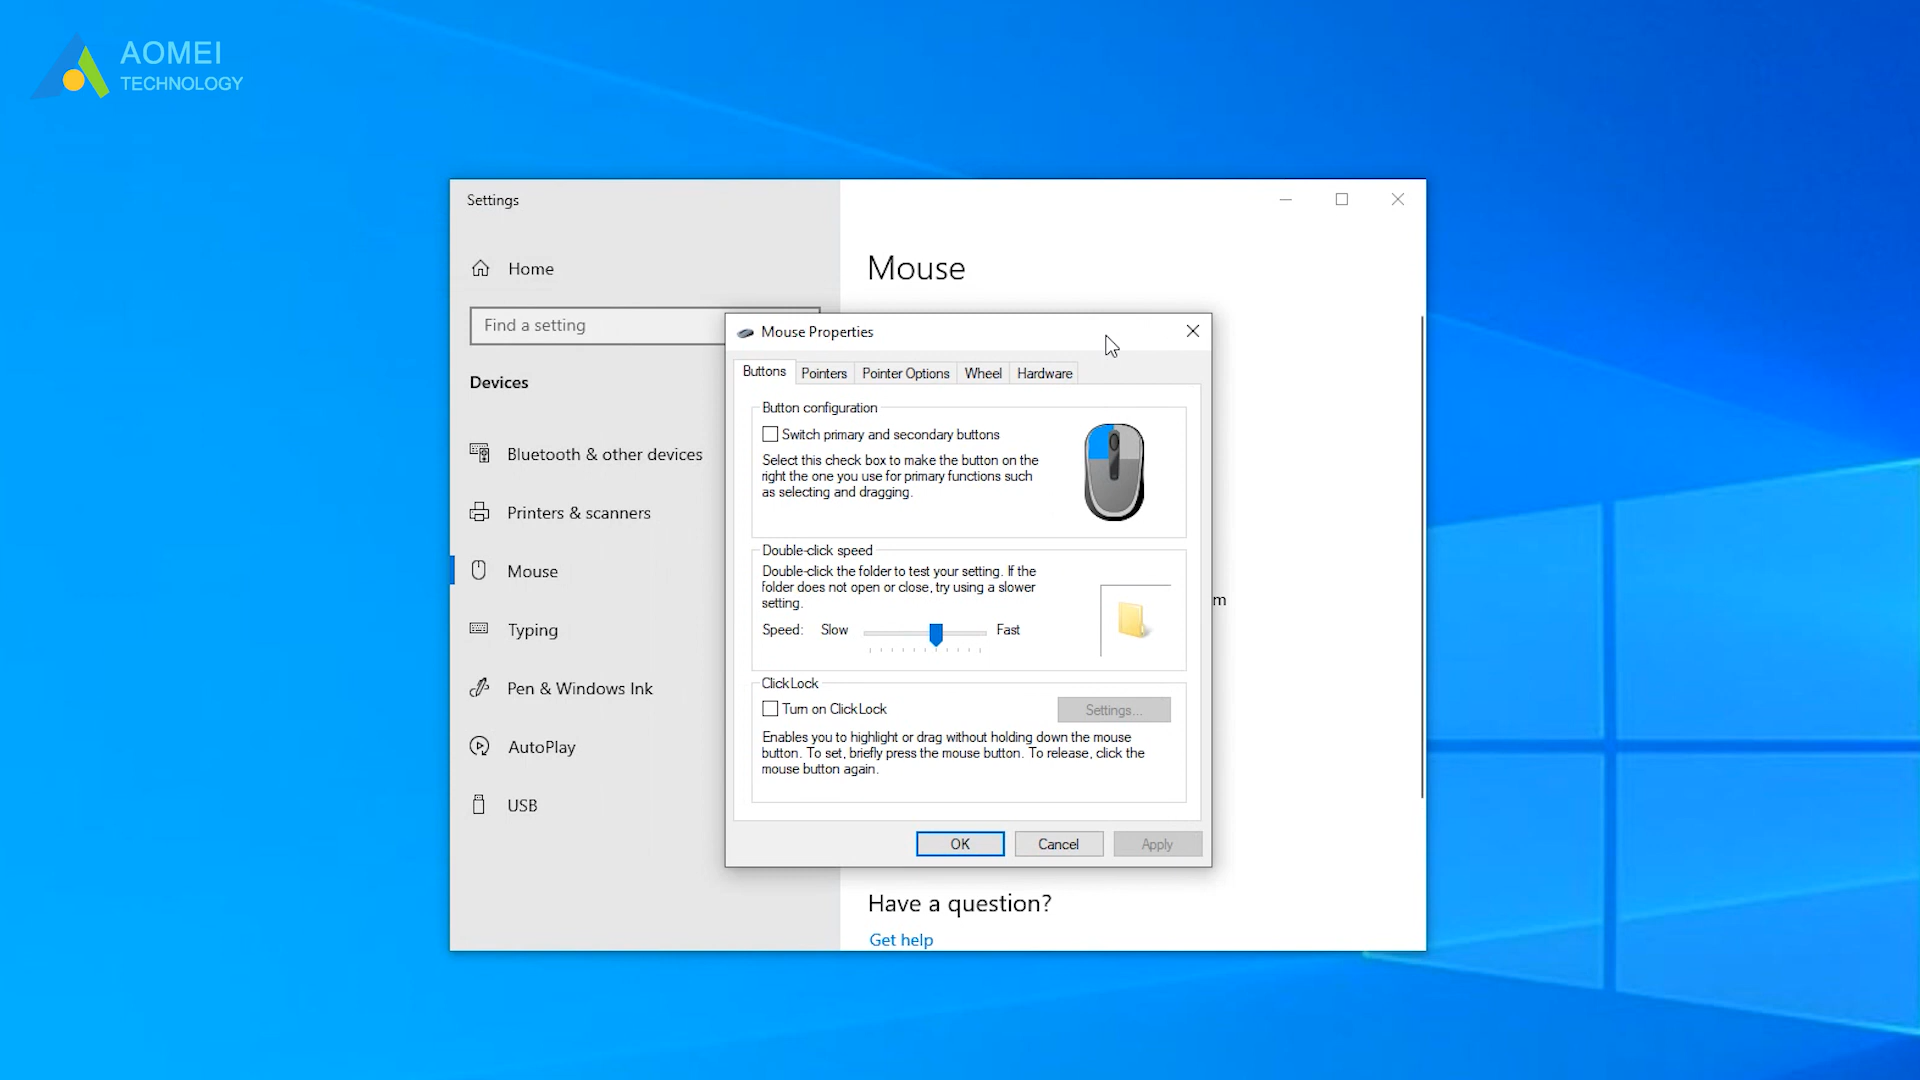 AOMEI
TECHNOLOGY
Settings
Home
Find a setting
Devices
Bluetooth & other devices
Printers & scanners
Mouse
Typing
Pen & Windows Ink
AutoPlay
USB
Mouse
Mouse Properties
Buttons Pointers Pointer Options Wheel Hardware
Button configuration
Switch primary and secondary buttons
Select this check box to make the button on the
right the one you use for primary functions such
as selecting and dragging.
Double-click speed
Double-click the folder to test your setting. If the
folder does not open or close, try using a slower
setting.
Speed: Slow Fast
ClickLock
Turn on ClickLock
Settings...
Enables you to highlight or drag without holding down the mouse
button. To set, briefly press the mouse button. To release, click the
mouse button again.
OK Cancel Apply
m
Have a question?
Get help